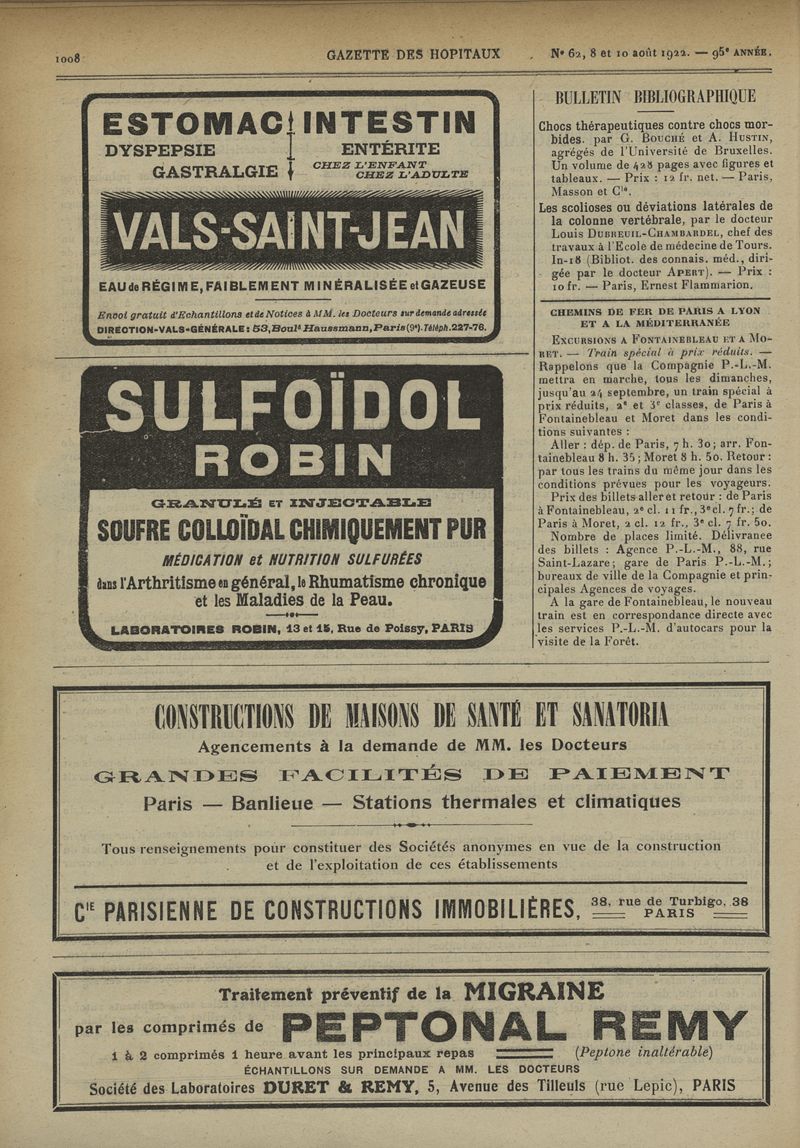 1008
GAZETTE DES HOPITAUX
N° 62, 8 et 10 août 1922. — 95e ANNÉE.
ESTOMAC INTESTIN
DYSPEPSIE ENTÉRITE
GASTRALGIE CHEZ L'ENFANT
CHEZ L'ADULTE
VALS-SAINT-JEAN
EAU de RÉGIME, FAIBLEMENT MINÉRALISÉE et GAZEUSE
Envoi gratuit d'Echantillons et de Notices à MM. les Docteurs sur demande adressée
DIRECTION-VALS-GÉNÉRALE: 53, Boulᵈ Haussmann, Paris (9ᵉ). Téléph. 227-76.
SULFOÏDOL
ROBIN
GRANULÉ ET INJECTABLE
SOUFRE COLLOÏDAL CHIMIQUEMENT PUR
MÉDICATION et NUTRITION SULFURÉES
dans l'Arthritisme en général, le Rhumatisme chronique
et les Maladies de la Peau.
LABORATOIRES ROBIN, 13 et 15, Rue de Poissy, PARIS
BULLETIN BIBLIOGRAPHIQUE
Chocs thérapeutiques contre chocs mor-
bides. par G. BOUCHÉ et A. HUSTIN,
agrégés de l'Université de Bruxelles.
Un volume de 428 pages avec figures et
tableaux. — Prix : 12 fr. net. — Paris,
Masson et Cie.
Les scolioses ou déviations latérales de
la colonne vertébrale, par le docteur
Louis DUBREUIL-CHAMBARDEL, chef des
travaux à l'Ecole de médecine de Tours.
In-18 (Bibliot. des connais. méd., diri-
gée par le docteur APERT). — Prix :
10 fr. — Paris, Ernest Flammarion.
CHEMINS DE FER DE PARIS A LYON
ET A LA MÉDITERRANÉE
EXCURSIONS A FONTAINEBLEAU ET A MO-
RET. — Train spécial à prix réduits. —
Rappelons que la Compagnie P.-L.-M.
mettra en marche, tous les dimanches,
jusqu'au 24 septembre, un train spécial à
prix réduits, 2e et 3e classes, de Paris à
Fontainebleau et Moret dans les condi-
tions suivantes :
Aller : dép. de Paris, 7 h. 30; arr. Fon-
tainebleau 8 h. 35; Moret 8 h. 50. Retour :
par tous les trains du même jour dans les
conditions prévues pour les voyageurs.
Prix des billets aller et retour : de Paris
à Fontainebleau, 2e cl. 11 fr., 3e cl. 7 fr.; de
Paris à Moret, 2 cl. 12 fr., 3e cl. 7 fr. 50.
Nombre de places limité. Délivrance
des billets : Agence P.-L.-M., 88, rue
Saint-Lazare; gare de Paris P.-L.-M.;
bureaux de ville de la Compagnie et prin-
cipales Agences de voyages.
A la gare de Fontainebleau, le nouveau
train est en correspondance directe avec
les services P.-L.-M. d'autocars pour la
visite de la Forêt.
CONSTRUCTIONS DE MAISONS DE SANTÉ ET SANATORIA
Agencements à la demande de MM. les Docteurs
GRANDES FACILITÉS DE PAIEMENT
Paris — Banlieue — Stations thermales et climatiques
Tous renseignements pour constituer des Sociétés anonymes en vue de la construction
et de l'exploitation de ces établissements
CIE PARISIENNE DE CONSTRUCTIONS IMMOBILIÈRES, 38, rue de Turbigo, 38
PARIS
Traitement préventif de la MIGRAINE
par les comprimés de PEPTONAL REMY
1 à 2 comprimés 1 heure avant les principaux repas (Peptone inaltérable)
ÉCHANTILLONS SUR DEMANDE A MM. LES DOCTEURS
Société des Laboratoires DURET & REMY, 5, Avenue des Tilleuls (rue Lepic), PARIS